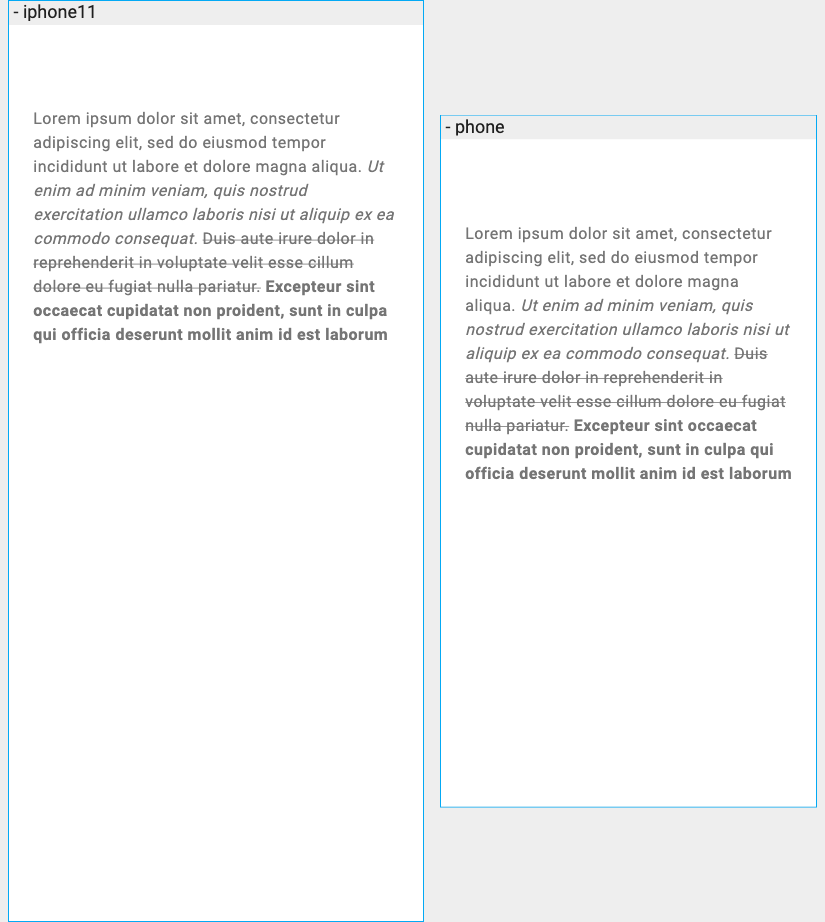 - iphone11
Lorem ipsum dolor sit amet, consectetur
adipiscing elit, sed do eiusmod tempor
incididunt ut labore et dolore magna aliqua. Ut
enim ad minim veniam, quis nostrud
exercitation ullamco laboris nisi ut aliquip ex ea
commodo consequat. Duis aute irure dolor in
reprehenderit in voluptate velit esse cillum
dolore eu fugiat nulla pariatur. Excepteur sint
occaecat cupidatat non proident, sunt in culpa
qui officia deserunt mollit anim id est laborum
- phone
Lorem ipsum dolor sit amet, consectetur
adipiscing elit, sed do eiusmod tempor
incididunt ut labore et dolore magna
aliqua. Ut enim ad minim veniam, quis
nostrud exercitation ullamco laboris nisi ut
aliquip ex ea commodo consequat. Duis
aute irure dolor in reprehenderit in
voluptate velit esse cillum dolore eu fugiat
nulla pariatur. Excepteur sint occaecat
cupidatat non proident, sunt in culpa qui
officia deserunt mollit anim id est laborum